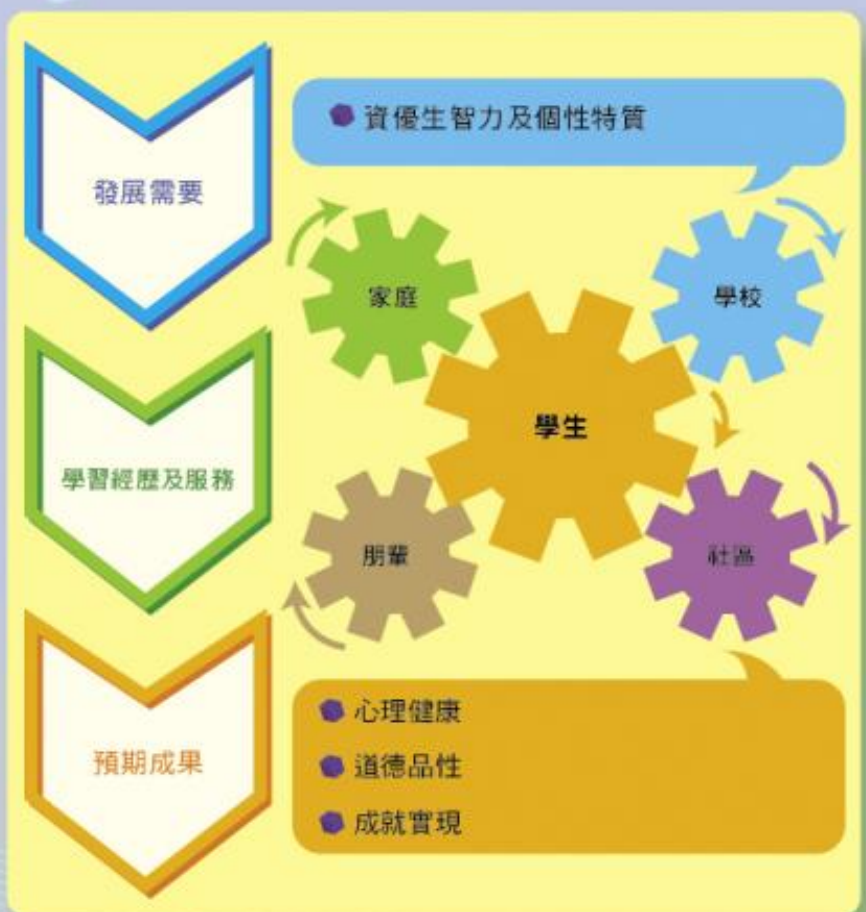 發展需要
資優生智力及個性特質
家庭
學校
學生
學習經歷及服務
朋輩
社區
預期成果
心理健康
道德品性
成就實現